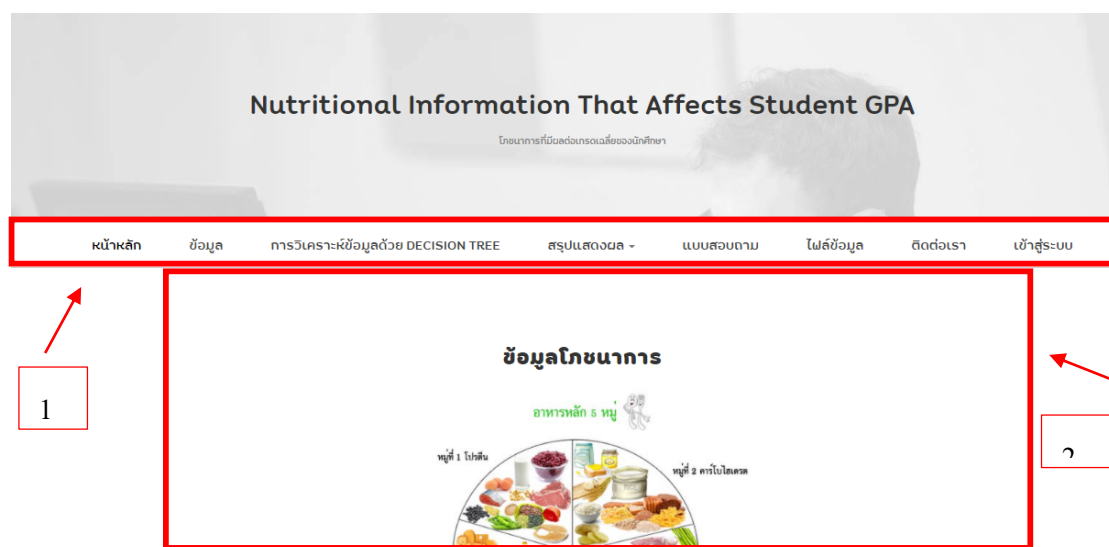 Nutritional Information That Affects Student GPA
โภชนาการที่มีผลต่อเกรดเฉลี่ยของนักศึกษา
หน้าหลัก ข้อมูล การวิเคราะห์ข้อมูลด้วย DECISION TREE สรุปแสดงผล แบบสอบถาม ไฟล์ข้อมูล ติดต่อเรา เข้าสู่ระบบ
ข้อมูลโภชนาการ
อาหารหลัก 5 หมู่
หมู่ที่ 1 โปรตีน
หมู่ที่ 2 คาร์โบไฮเดรต
1